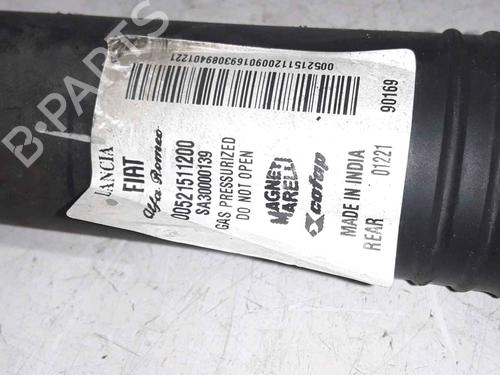 LANCIA
FIAT
Alfa Romeo
00521511200
SA30000139
GAS PRESSURIZED
DO NOT OPEN
MAGNETI
MARELLI
cofap
MADE IN INDIA
REAR 01221
90169
B-PARTS